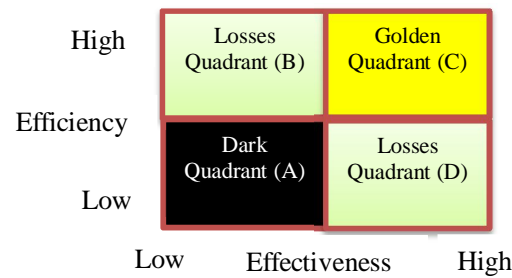 High
Losses
Quadrant (B)
Golden
Quadrant (C)
Efficiency
Dark
Quadrant (A)
Losses
Quadrant (D)
Low
Low
Effectiveness
High